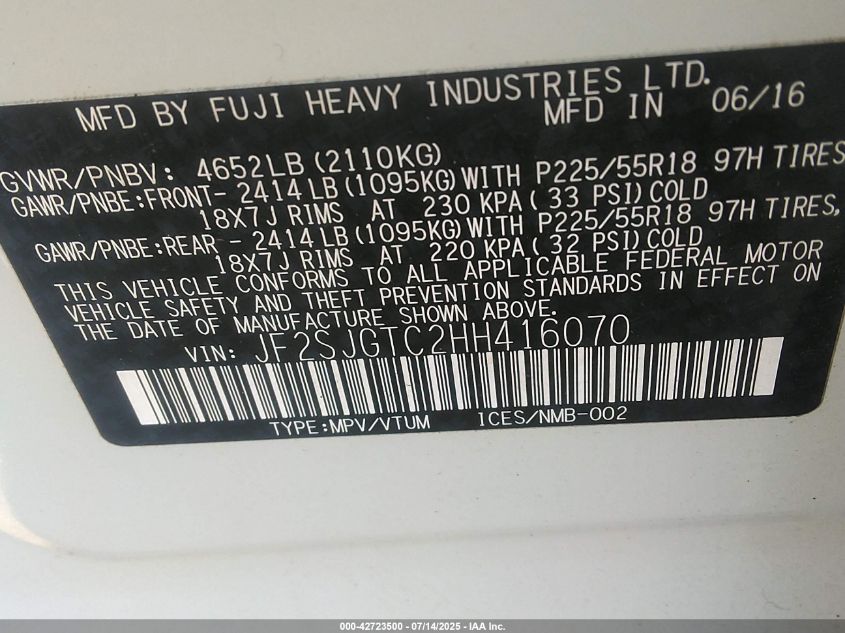 MFD BY FUJI HEAVY INDUSTRIES LTD.
MFD IN 06/16
GVWR/PNBV: 4652LB (2110KG)
GAWR/PNBE:FRONT- 2414LB (1095KG) WITH P225/55R18 97H TIRES
18X7J RIMS AT 230 KPA ( 33 PSI) COLD
GAWR/PNBE:REAR - 2414LB (1095KG) WITH P225/55R18 97H TIRES,
18X7J RIMS AT 220 KPA ( 32 PSI) COLD
THIS VEHICLE CONFORMS TO ALL APPLICABLE FEDERAL MOTOR
VEHICLE SAFETY AND THEFT PREVENTION STANDARDS IN EFFECT ON
THE DATE OF MANUFACTURE SHOWN ABOVE.
VIN: JF2SJGTC2HH416070
TYPE:MPV/VTUM ICES/NMB-002
000-42723500 - 07/14/2025 - IAA Inc.